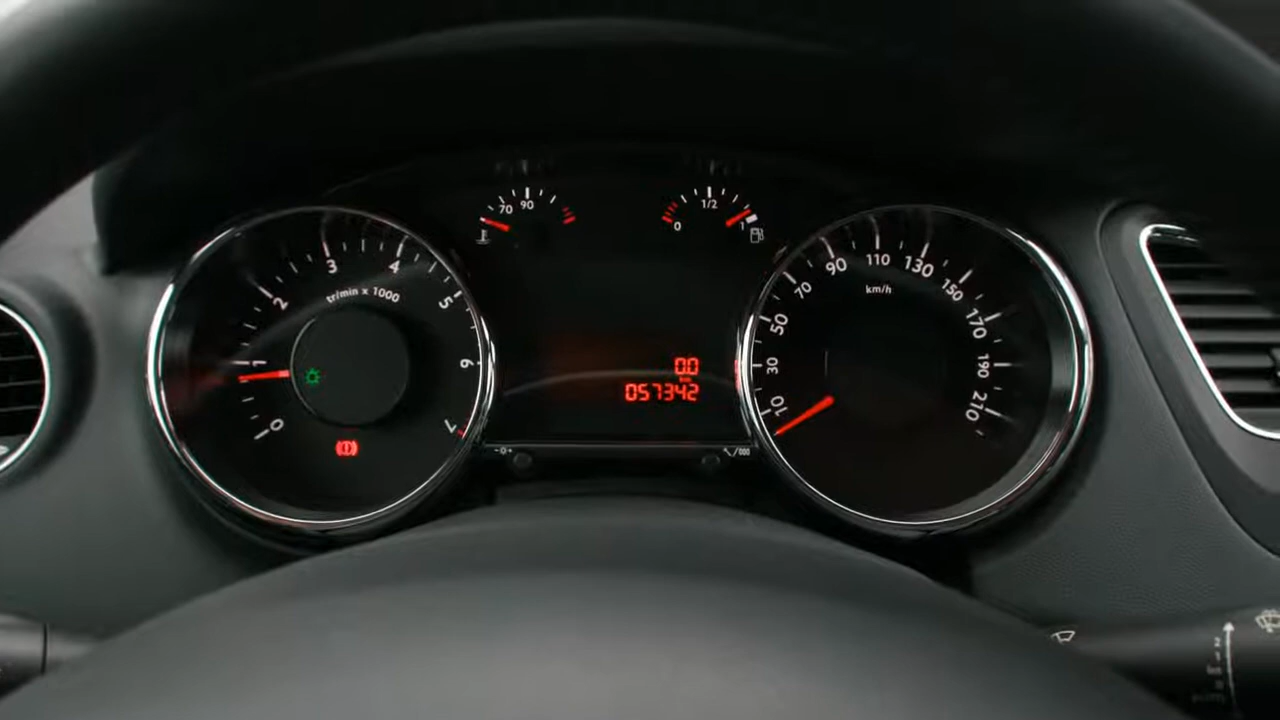 70 90
1/2
0 1
0 1 2 3 4 5 6 7
tr/min x 1000
10 30 50 70 90 110 130 150 170 190 210
km/h
0.0
km
057342
/000